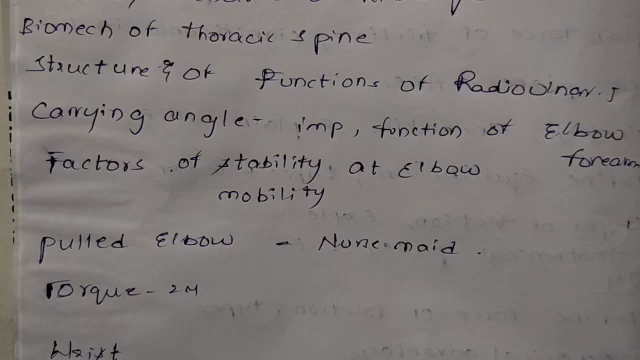 Biomech of thoracic spine
Structure & of Functions of RadioUlnar.J
Carrying angle - imp, function of Elbow
forearm
Factors of stability at Elbow
mobility
pulled Elbow - Nurse maid.
Torque - 2M
Wrist